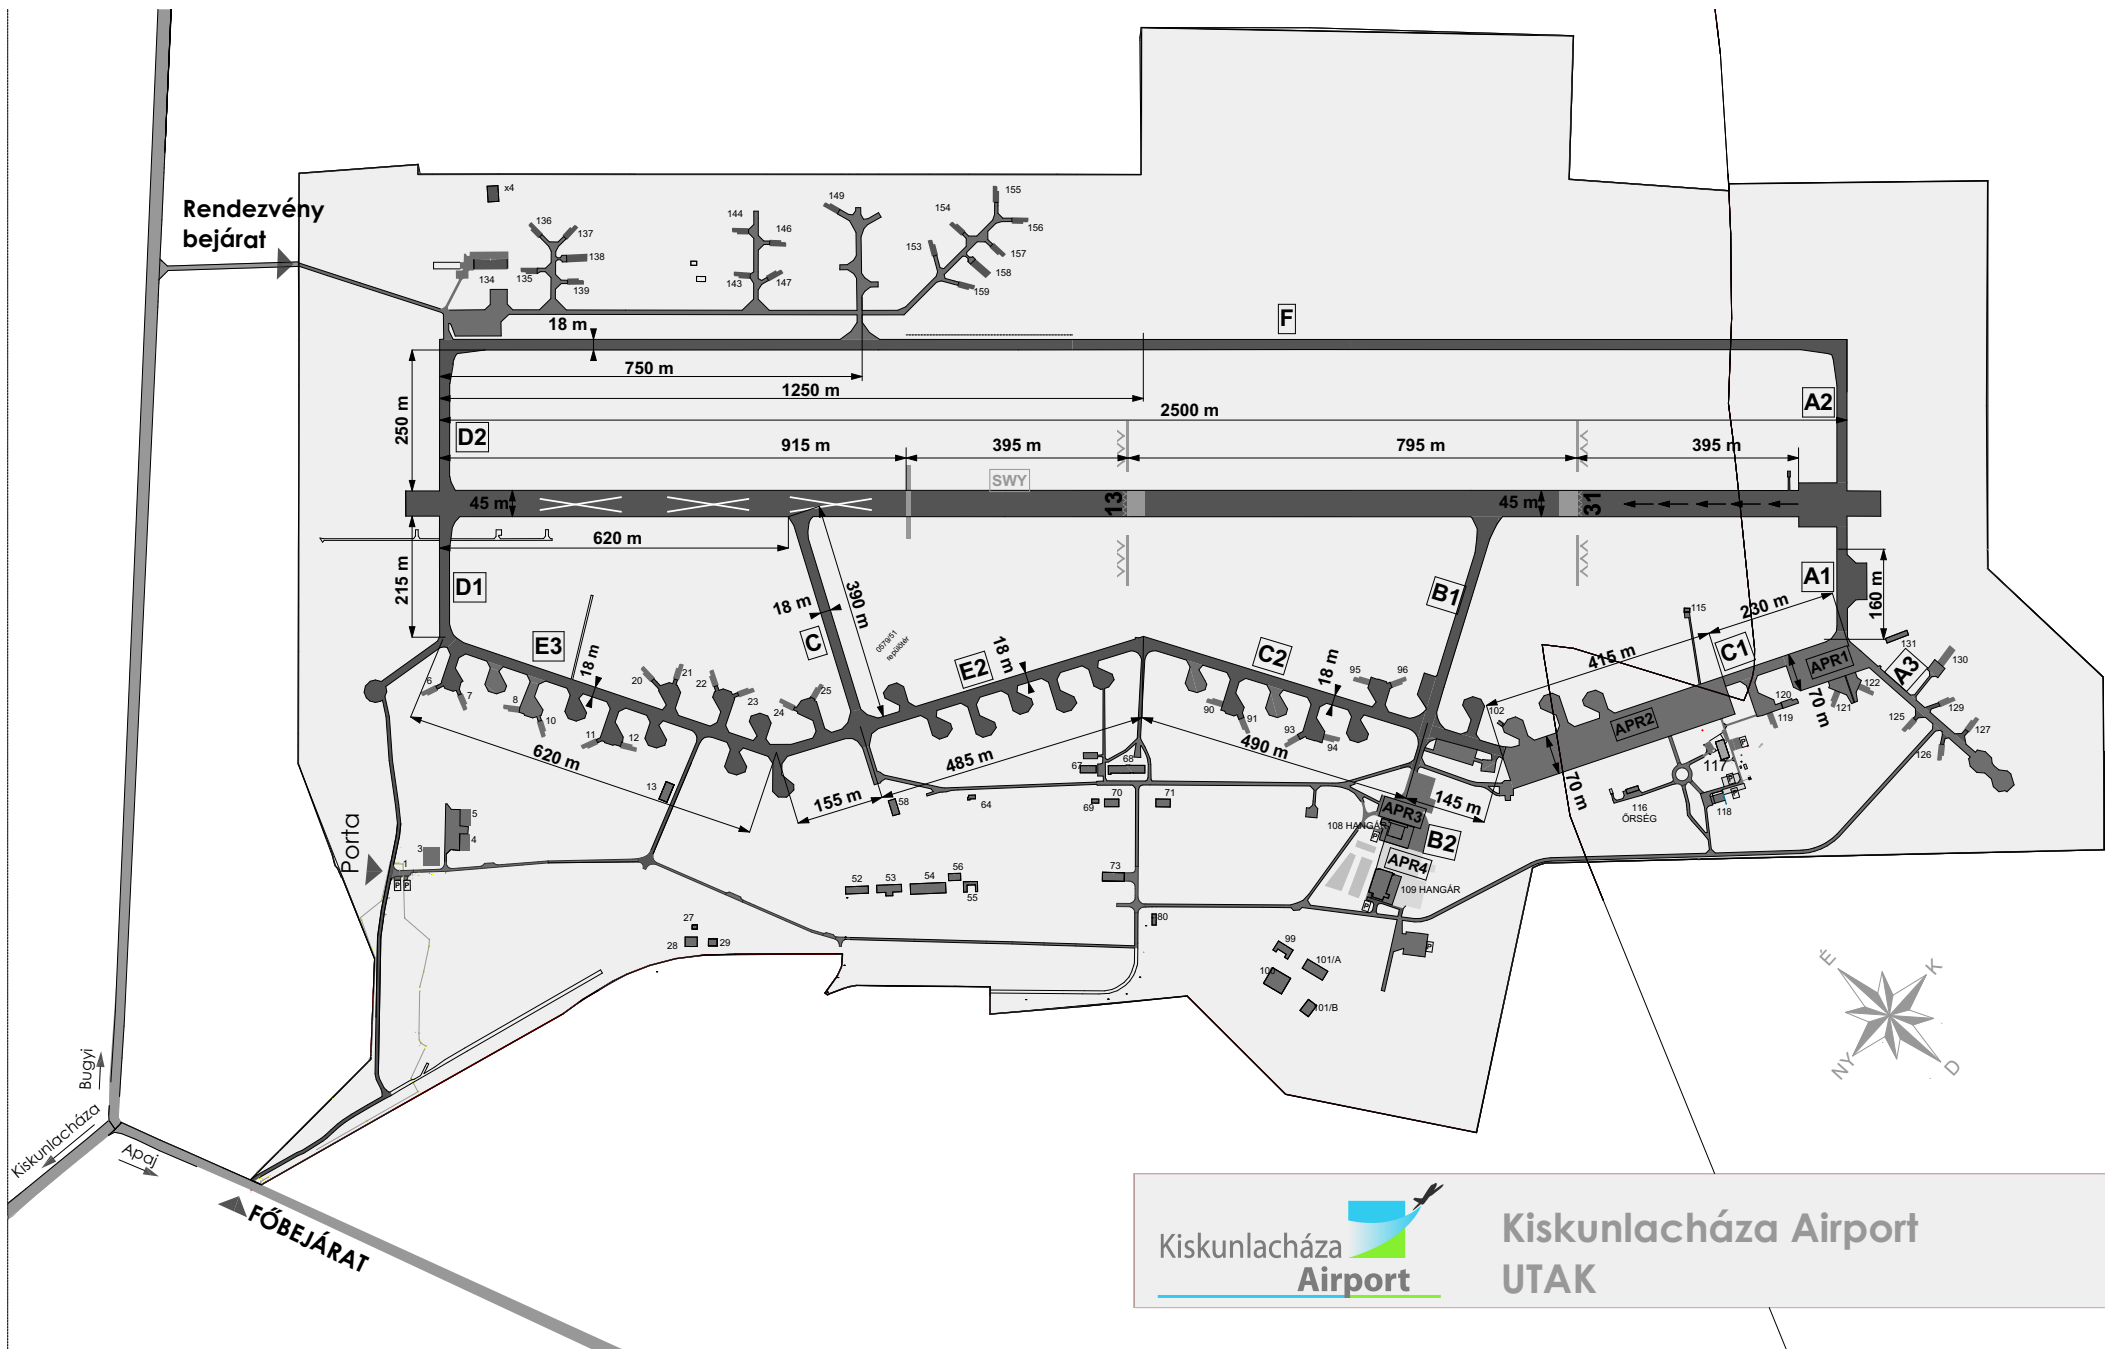 x4
155
149
154
144
136
146
156
Rendezvény
bejárat
137
153
157
138
158
134
135
143
147
139
159
18 m
F
750 m
1250 m
2500 m
A2
250 m
D2
915 m
395 m
795 m
395 m
SWY
45 m
13
45 m
31
620 m
215 m
D1
390 m
18 m
C
0579/51
repülőtér
B1
A1
160 m
230 m
115
E3
18 m
E2
18 m
C2
18 m
415 m
C1
APR1
131
A3
130
6
7
8
10
11
12
20
21
22
23
24
25
95
96
90
91
93
94
102
APR2
70 m
120
119
121
122
125
129
127
126
620 m
485 m
490 m
155 m
145 m
70 m
13
58
64
67
68
69
70
71
117
P
P
P
118
116
ŐRSÉG
APR3
108 HANGÁR
P
B2
APR4
109 HANGÁR
P
P
5
4
3
1
P
P
Porta
52
53
54
56
55
73
80
27
28
29
99
100
101/A
101/B
É
K
NY
D
Bugyi
Kiskunlacháza
Apaj
FŐBEJÁRAT
Kiskunlacháza
Airport
Kiskunlacháza Airport
UTAK